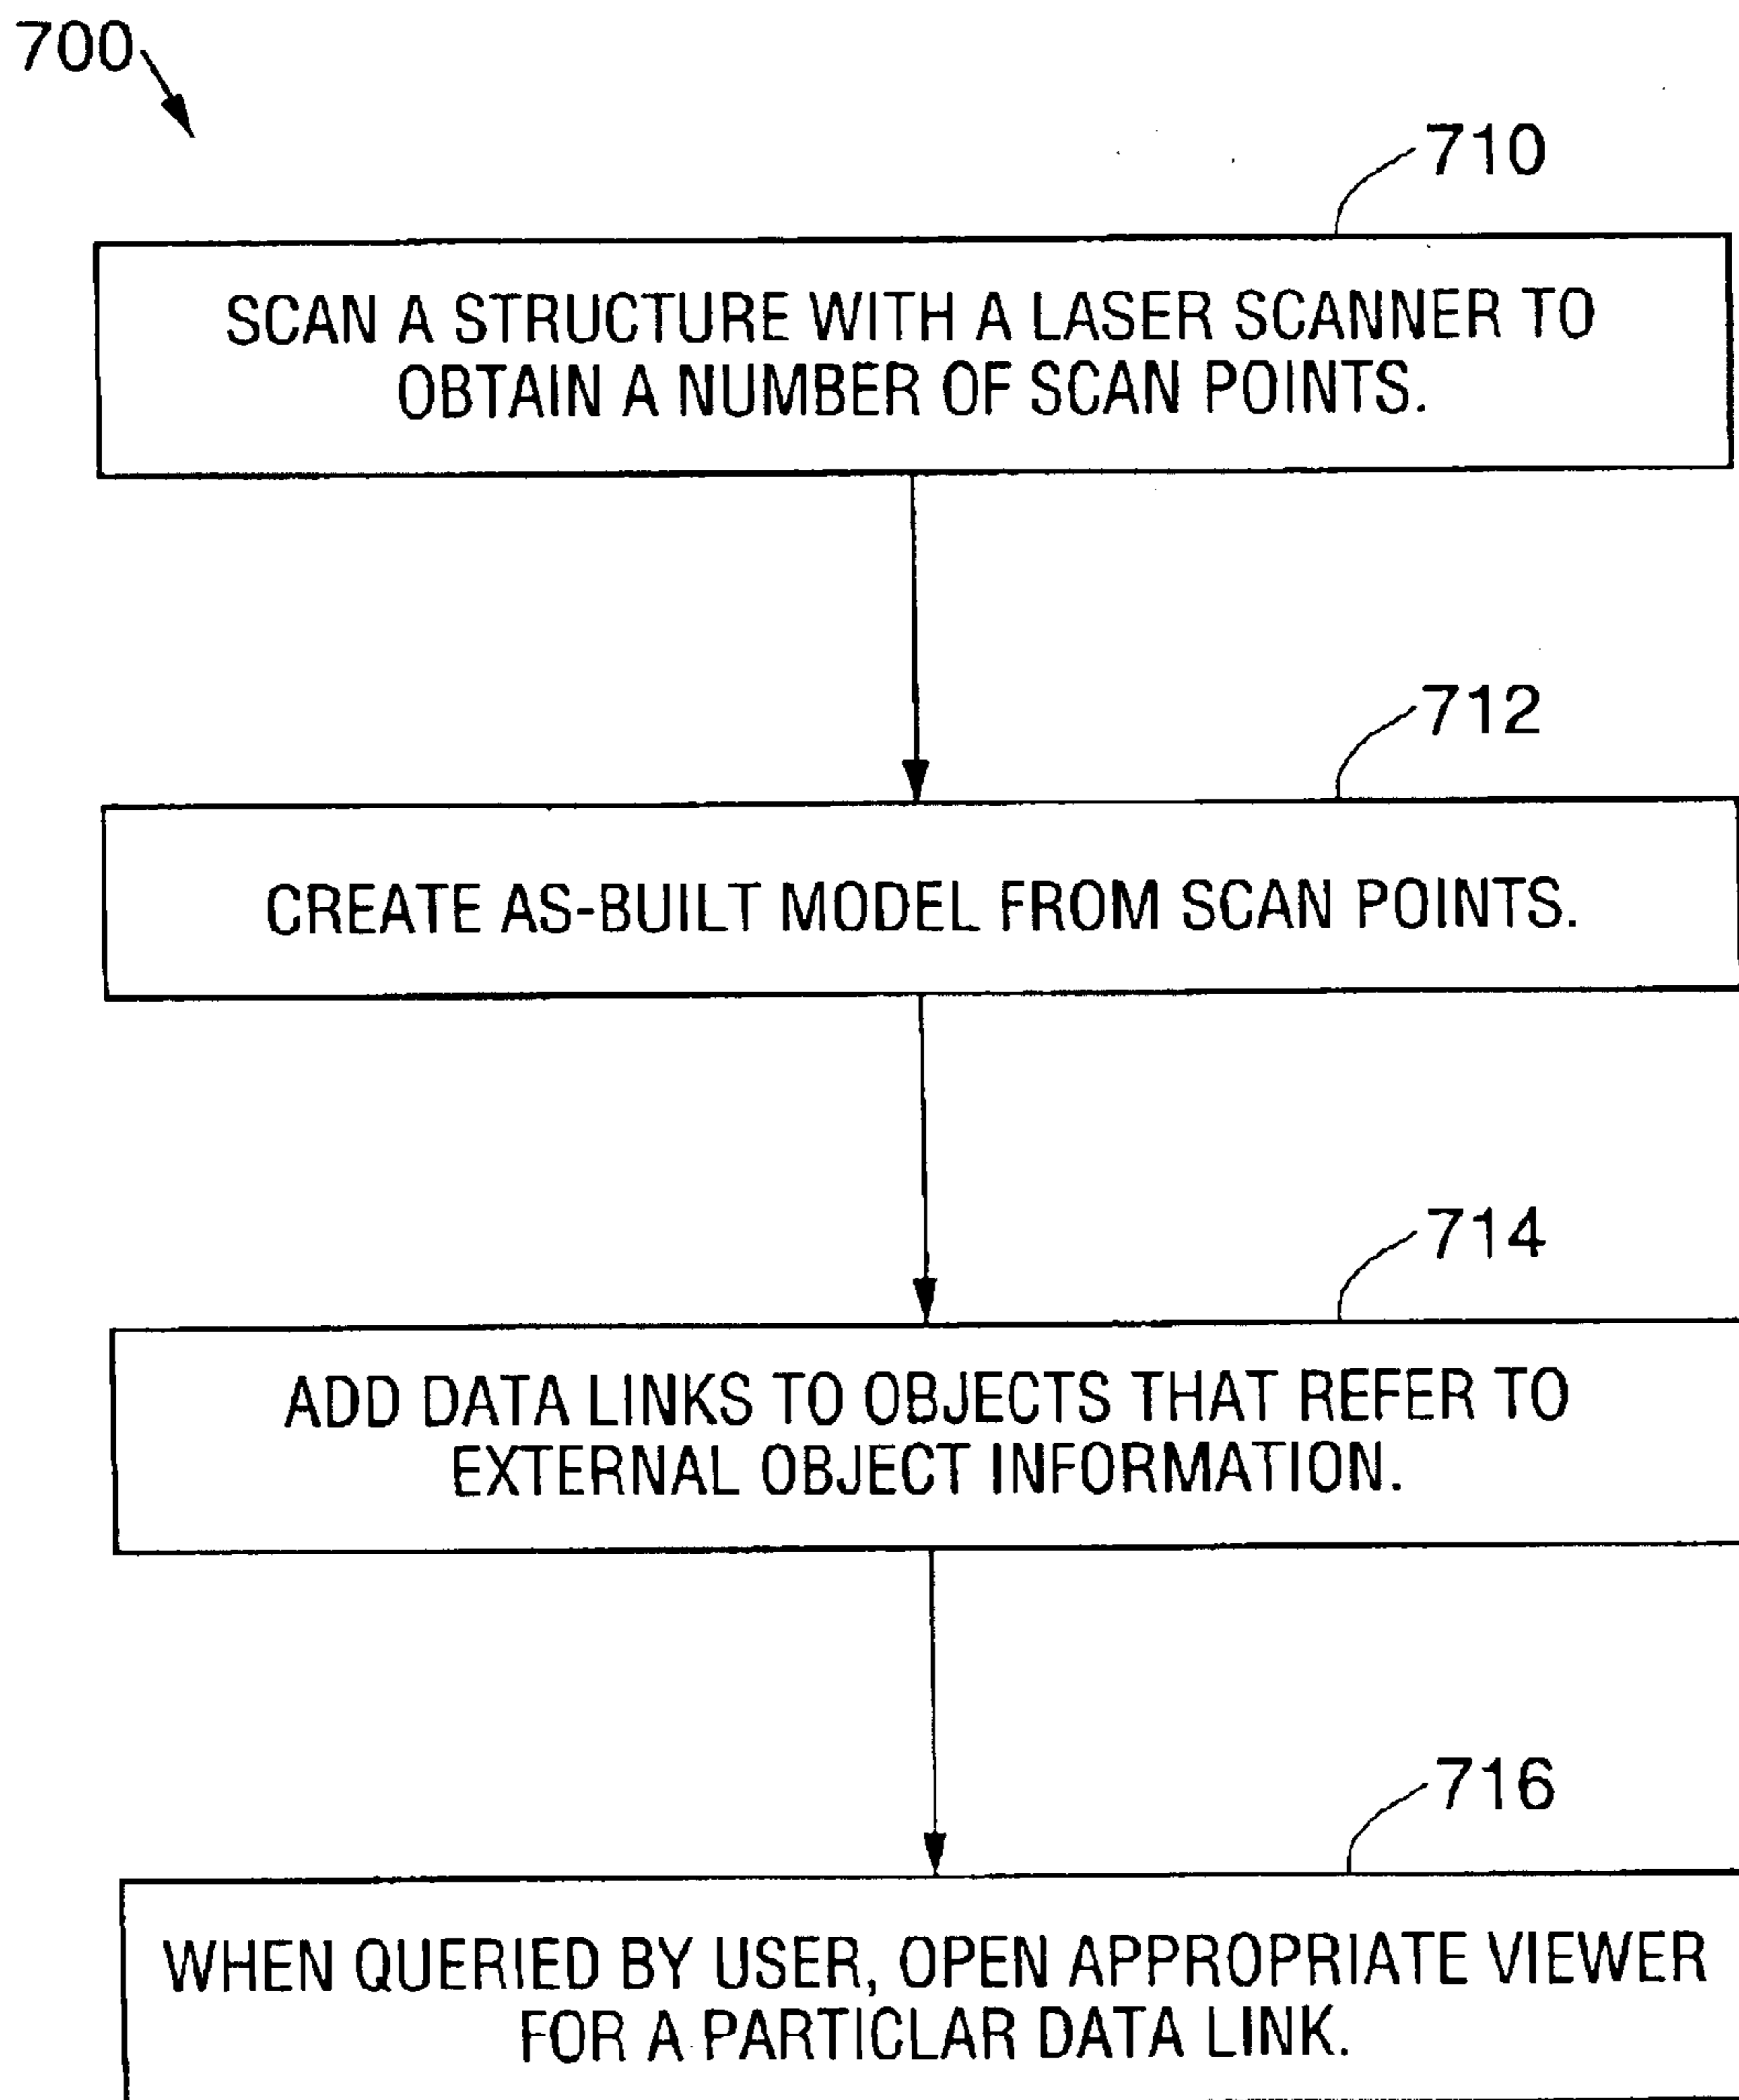 700
710
SCAN A STRUCTURE WITH A LASER SCANNER TO
OBTAIN A NUMBER OF SCAN POINTS.
712
CREATE AS-BUILT MODEL FROM SCAN POINTS.
714
ADD DATA LINKS TO OBJECTS THAT REFER TO
EXTERNAL OBJECT INFORMATION.
716
WHEN QUERIED BY USER, OPEN APPROPRIATE VIEWER
FOR A PARTICLAR DATA LINK.